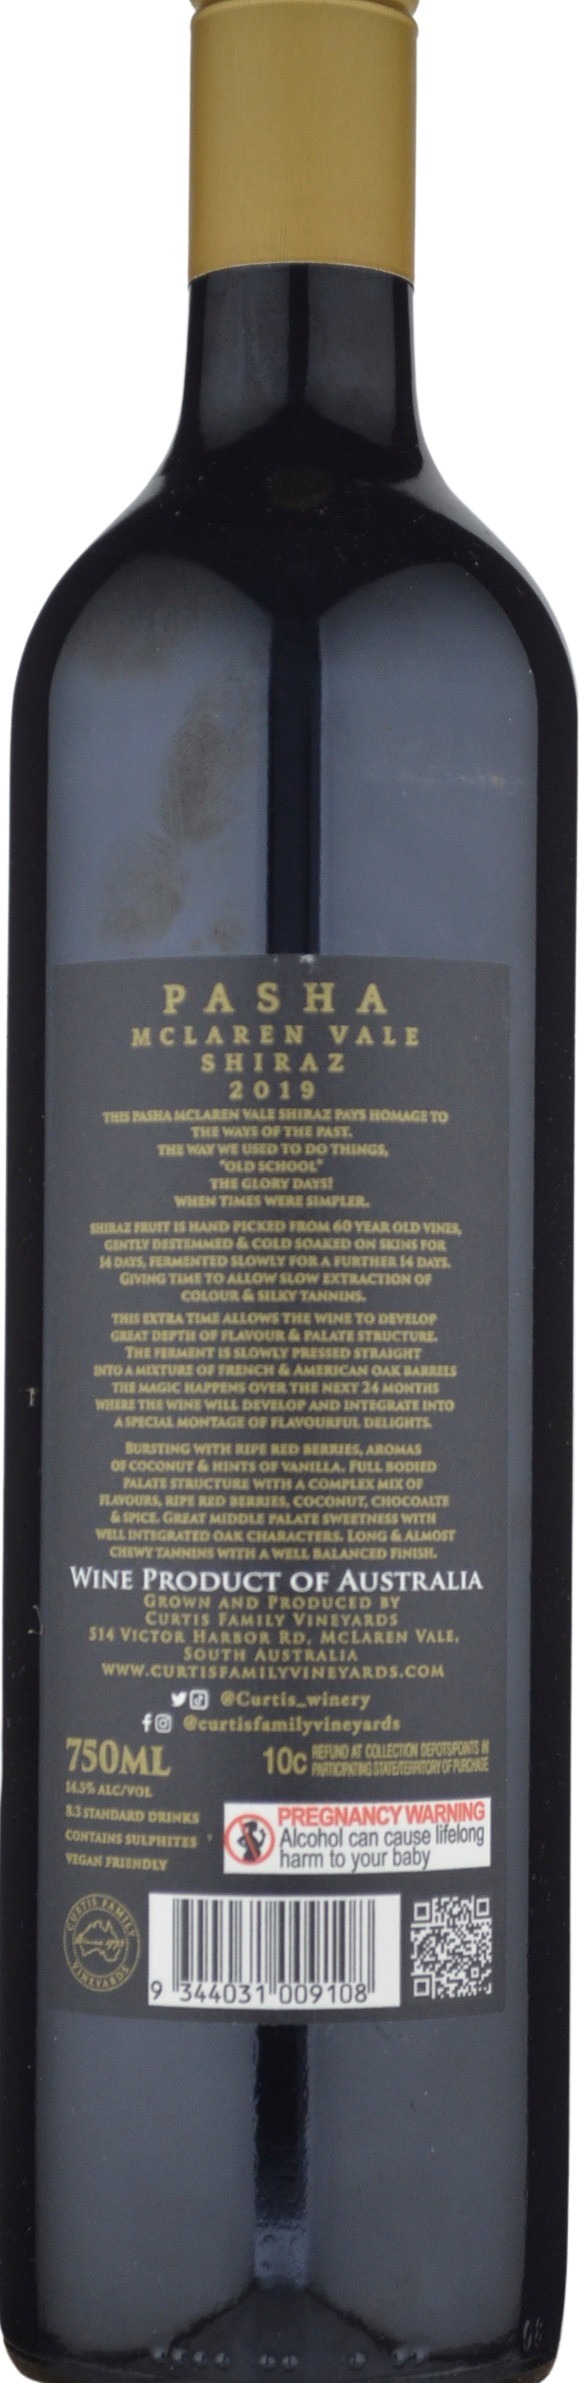 PASHA
MCLAREN VALE
SHIRAZ
2019
THIS PASHA MCLAREN VALE SHIRAZ PAYS HOMAGE TO
THE WAYS OF THE PAST.
THE WAY WE USED TO DO THINGS,
"OLD SCHOOL"
THE GLORY DAYS!
WHEN TIMES WERE SIMPLER.
SHIRAZ FRUIT IS HAND PICKED FROM 60 YEAR OLD VINES,
GENTLY DESTEMMED & COLD SOAKED ON SKINS FOR
14 DAYS, FERMENTED SLOWLY FOR A FURTHER 14 DAYS.
GIVING TIME TO ALLOW SLOW EXTRACTION OF
COLOUR & SILKY TANNINS.
THIS EXTRA TIME ALLOWS THE WINE TO DEVELOP
GREAT DEPTH OF FLAVOUR & PALATE STRUCTURE.
THE FERMENT IS SLOWLY PRESSED STRAIGHT
INTO A MIXTURE OF FRENCH & AMERICAN OAK BARRELS
THE MAGIC HAPPENS OVER THE NEXT 24 MONTHS
WHERE THE WINE WILL DEVELOP AND INTEGRATE INTO
A SPECIAL MONTAGE OF FLAVOURFUL DELIGHTS.
BURSTING WITH RIPE RED BERRIES, AROMAS
OF COCONUT & HINTS OF VANILLA. FULL BODIED
PALATE STRUCTURE WITH A COMPLEX MIX OF
FLAVOURS, RIPE RED BERRIES, COCONUT, CHOCOALTE
& SPICE. GREAT MIDDLE PALATE SWEETNESS WITH
WELL INTEGRATED OAK CHARACTERS. LONG & ALMOST
CHEWY TANNINS WITH A WELL BALANCED FINISH.
WINE PRODUCT OF AUSTRALIA
GROWN AND PRODUCED BY
CURTIS FAMILY VINEYARDS
514 VICTOR HARBOR RD, MCLAREN VALE,
SOUTH AUSTRALIA
WWW.CURTISFAMILYVINEYARDS.COM
@Curtis_winery
@curtisfamilyvineyards
750ML
10c REFUND AT COLLECTION DEPOTS/POINTS IN
PARTICIPATING STATE/TERRITORY OF PURCHASE
14.5% ALC/VOL
8.3 STANDARD DRINKS
CONTAINS SULPHITES
VEGAN FRIENDLY
PREGNANCY WARNING
Alcohol can cause lifelong
harm to your baby
CURTIS FAMILY
VINEYARDS
9 344031 009108